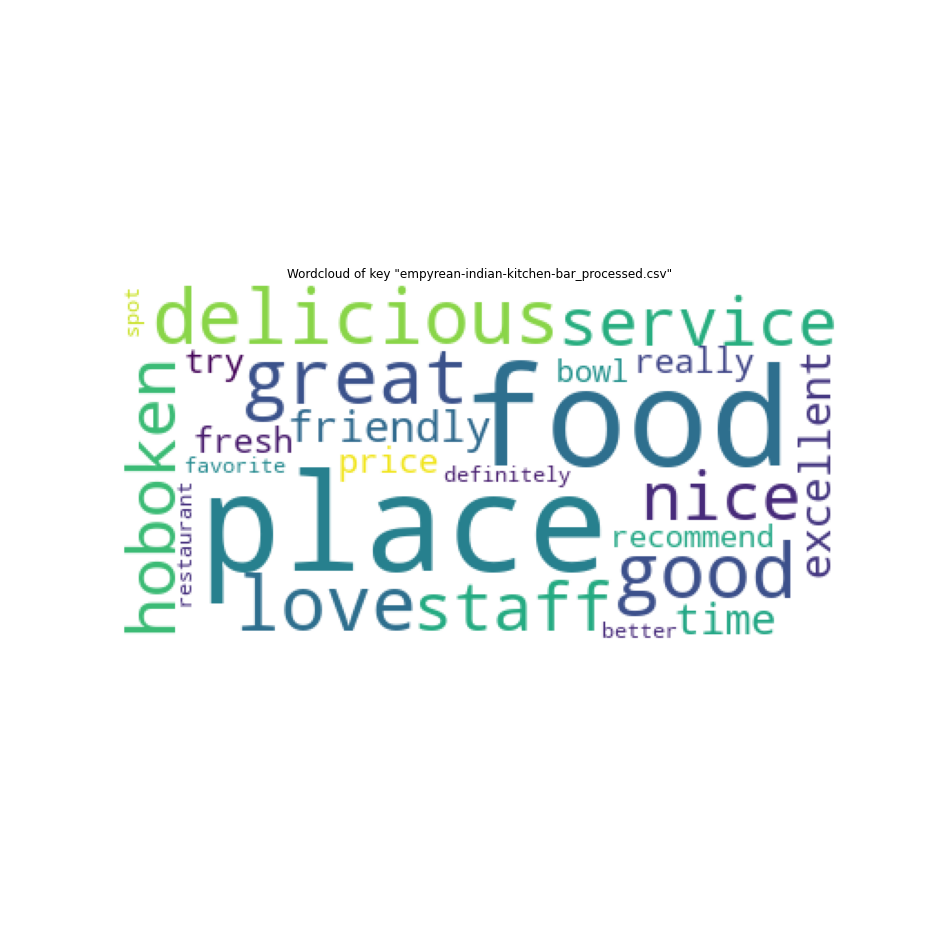 Wordcloud of key "empyrean-indian-kitchen-bar_processed.csv"
spot
delicious
service
try
great
food
bowl
really
hoboken
excellent
fresh
friendly
favorite
price
definitely
restaurant
place
nice
recommend
love
staff
good
better
time